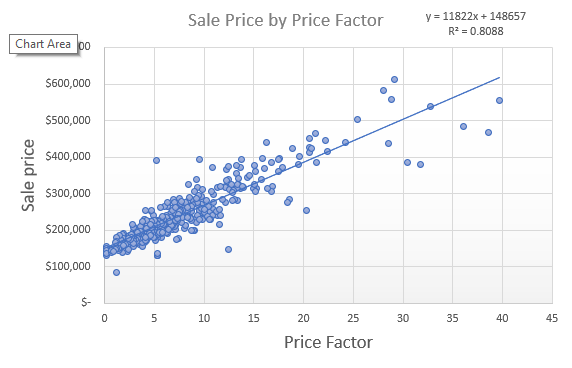 Sale Price by Price Factor
y = 11822x + 148657
R² = 0.8088
Chart Area
00
$600,000
$500,000
$400,000
$300,000
$200,000
$100,000
$-
Sale price
0 5 10 15 20 25 30 35 40 45
Price Factor